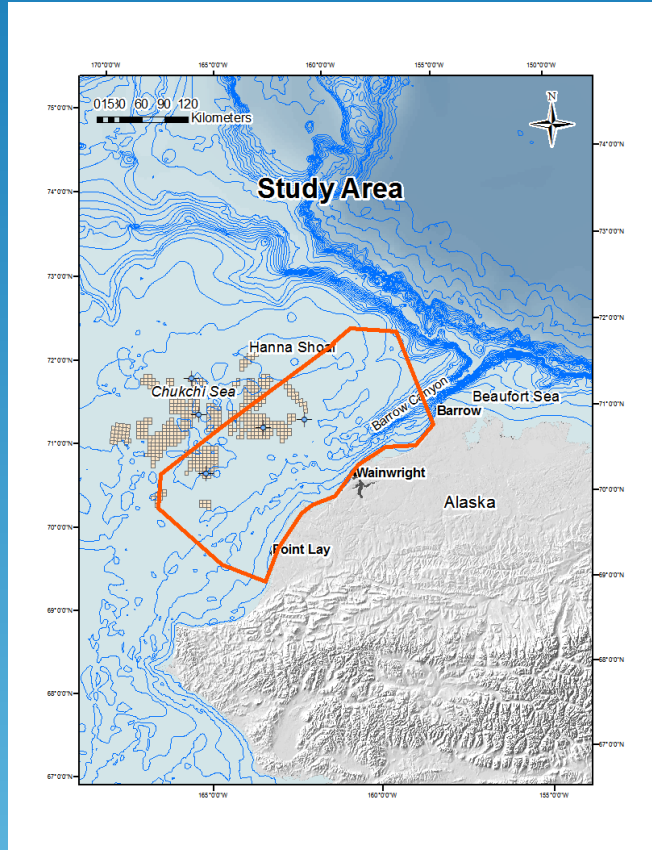 170°0'0"W 165°0'0"W 160°0'0"W 155°0'0"W 150°0'0"W
75°0'0"N
01530 60 90 120
Kilometers
N
74°0'0"N
74°0'0"N
Study Area
73°0'0"N
73°0'0"N
72°0'0"N
72°0'0"N
Hanna Shoal
Chukchi Sea
Barrow Canyon
Beaufort Sea
71°0'0"N
Barrow
71°0'0"N
Wainwright
70°0'0"N
Alaska
70°0'0"N
Point Lay
69°0'0"N
69°0'0"N
68°0'0"N
68°0'0"N
67°0'0"N
67°0'0"N
165°0'0"W 160°0'0"W 155°0'0"W